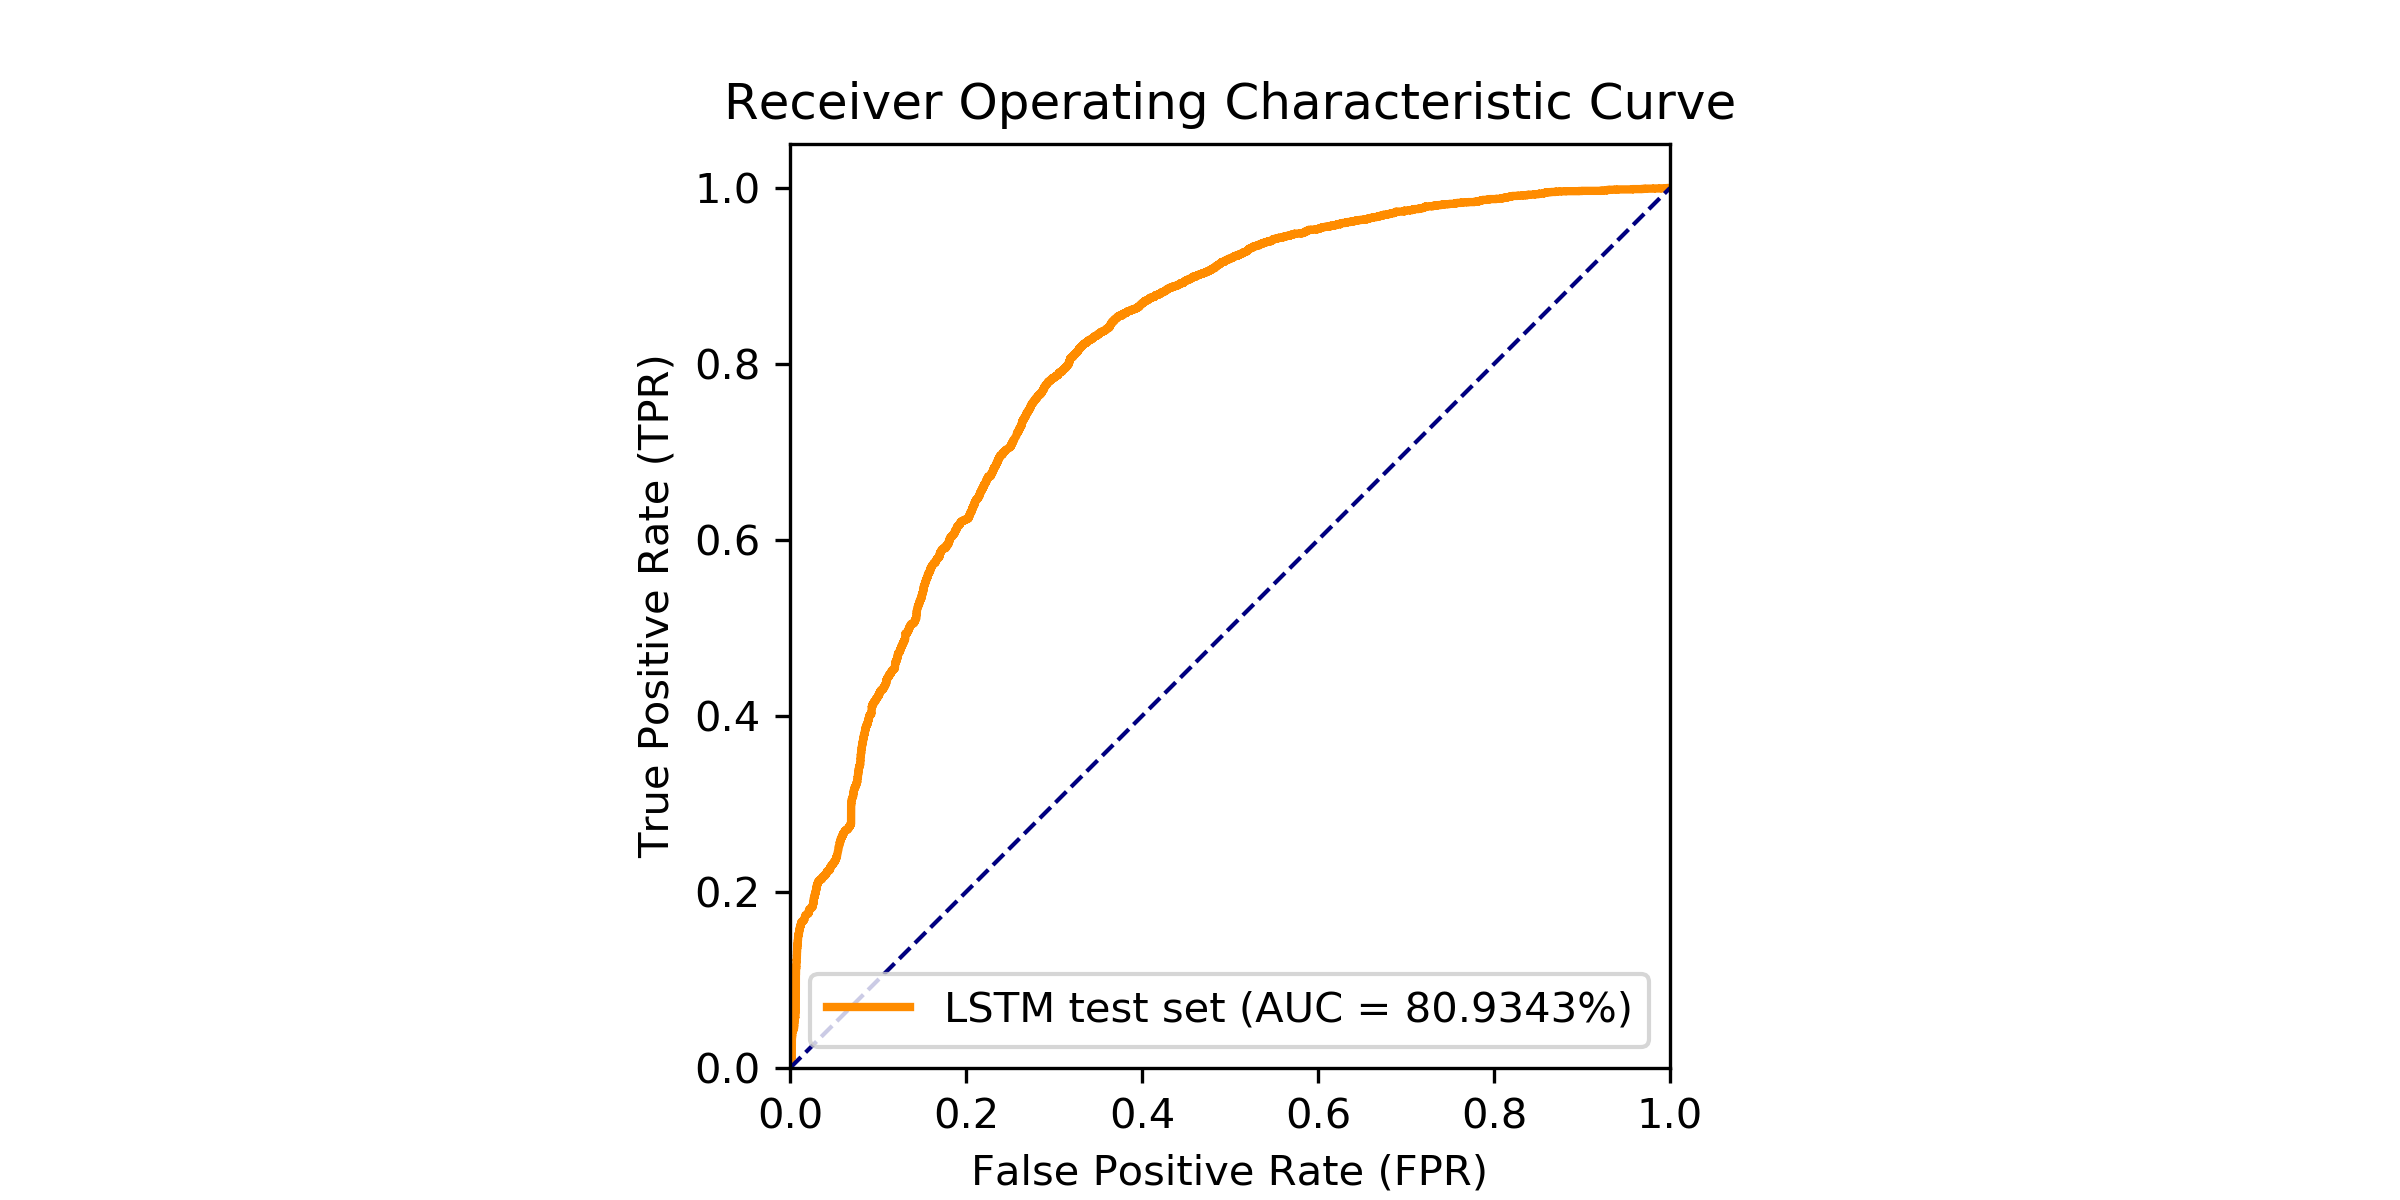 Receiver Operating Characteristic Curve
1.0
0.8
0.6
0.4
0.2
0.0
True Positive Rate (TPR)
LSTM test set (AUC = 80.9343%)
0.0 0.2 0.4 0.6 0.8 1.0
False Positive Rate (FPR)